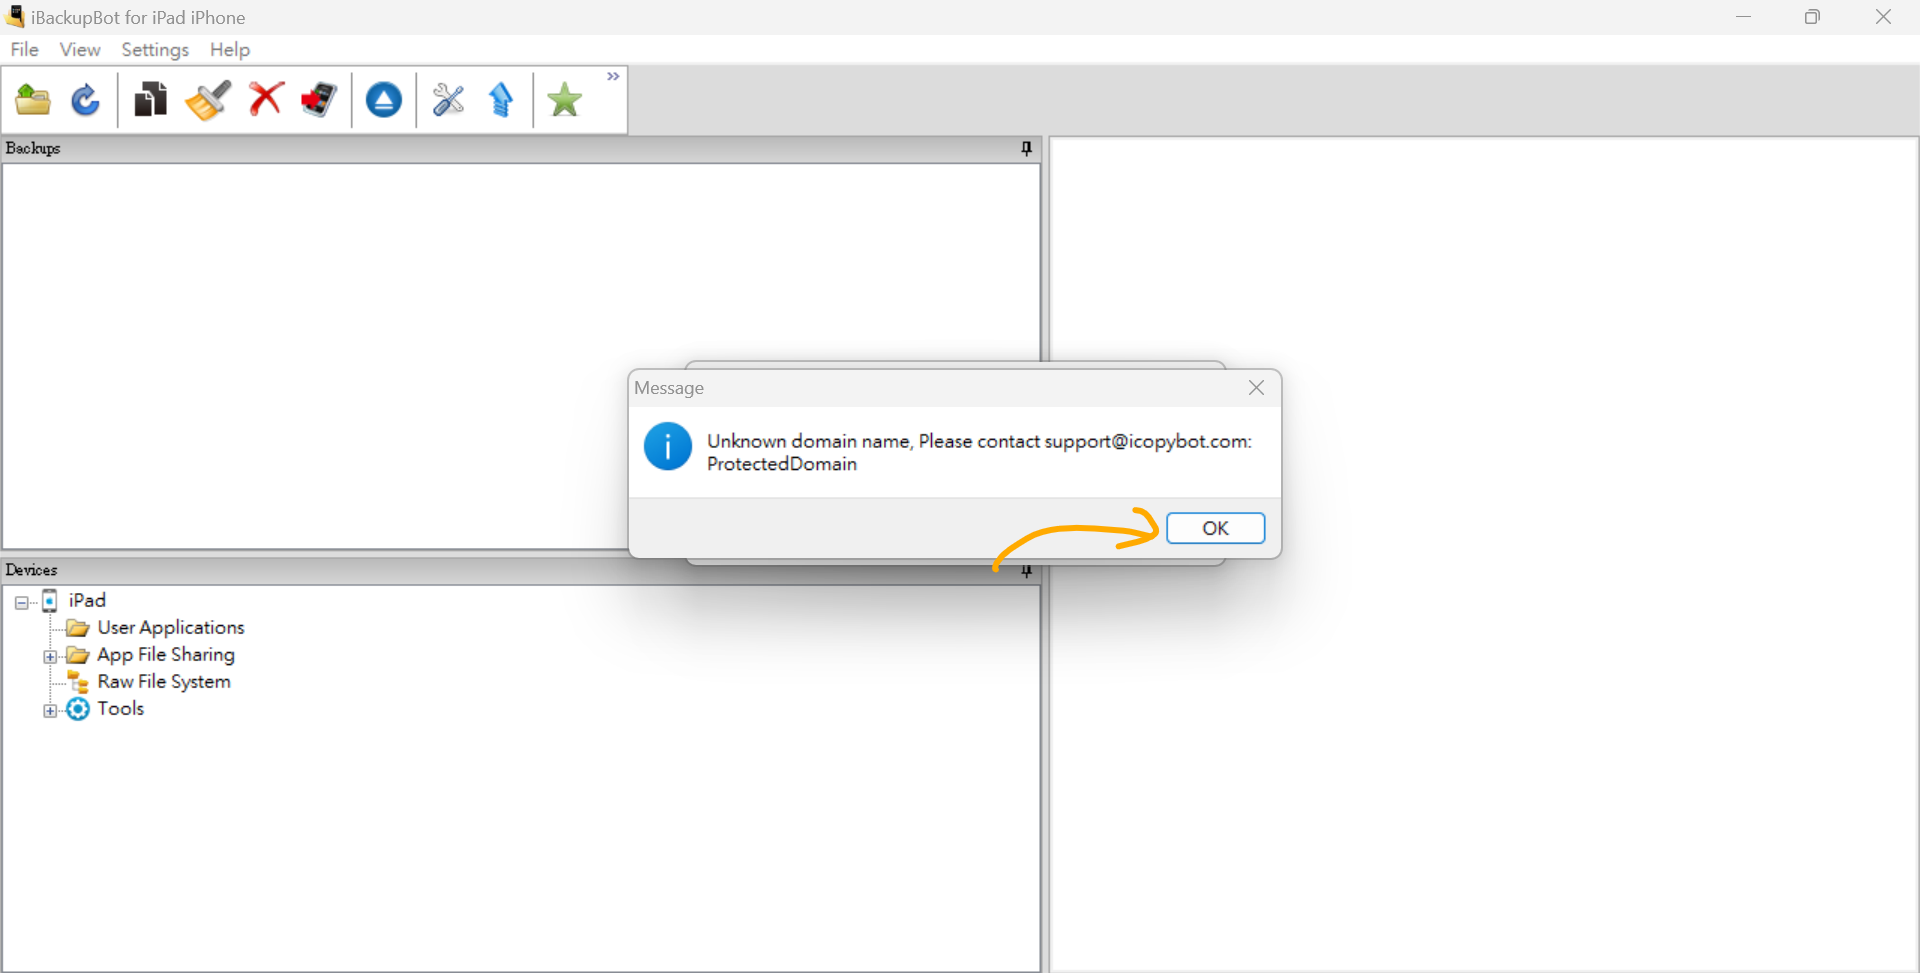 iBackupBot for iPad iPhone
File View Settings Help
»
Backups
Message
Unknown domain name, Please contact support@icopybot.com:
ProtectedDomain
OK
Devices
iPad
User Applications
App File Sharing
Raw File System
Tools